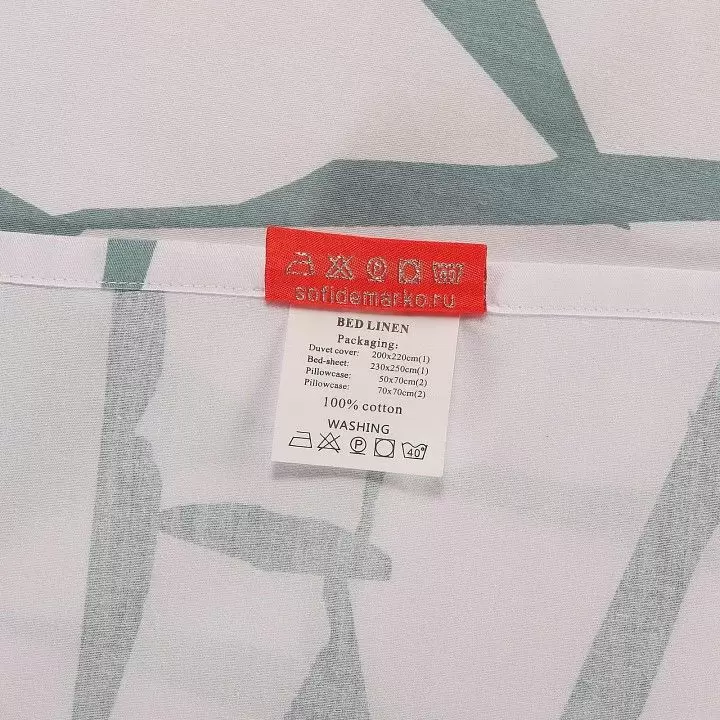 sofidemarko.ru
BED LINEN
Packaging:
Duvet cover: 200x220cm(1)
Bed-sheet: 230x250cm(1)
Pillowcase: 50x70cm(2)
Pillowcase: 70x70cm(2)
100% cotton
WASHING
P 40°